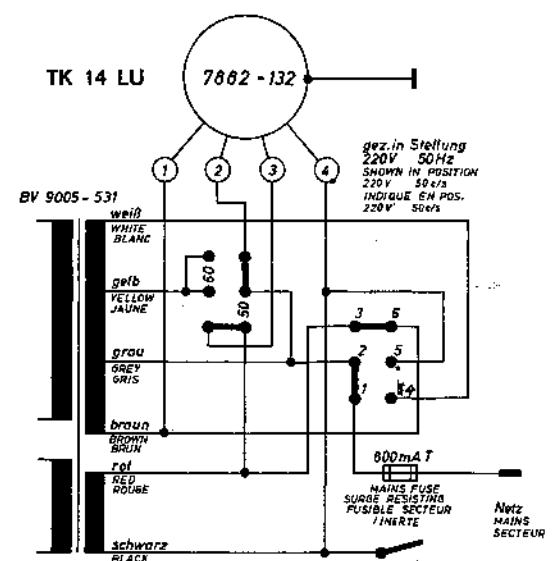 TK 14 LU
7882-132
1
2
3
4
gez.in Stellung
220V 50Hz
SHOWN IN POSITION
220V 50c/s
INDIQUE EN POS.
220V 50c/s
BV 9005-531
weiß
WHITE
BLANC
gelb
YELLOW
JAUNE
60
50
3
6
2
5
1
4
grau
GREY
GRIS
braun
BROWN
BRUN
rot
RED
ROUGE
600mA T
MAINS FUSE
SURGE RESISTING
FUSIBLE SECTEUR
INERTE
Netz
MAINS
SECTEUR
schwarz
BLACK